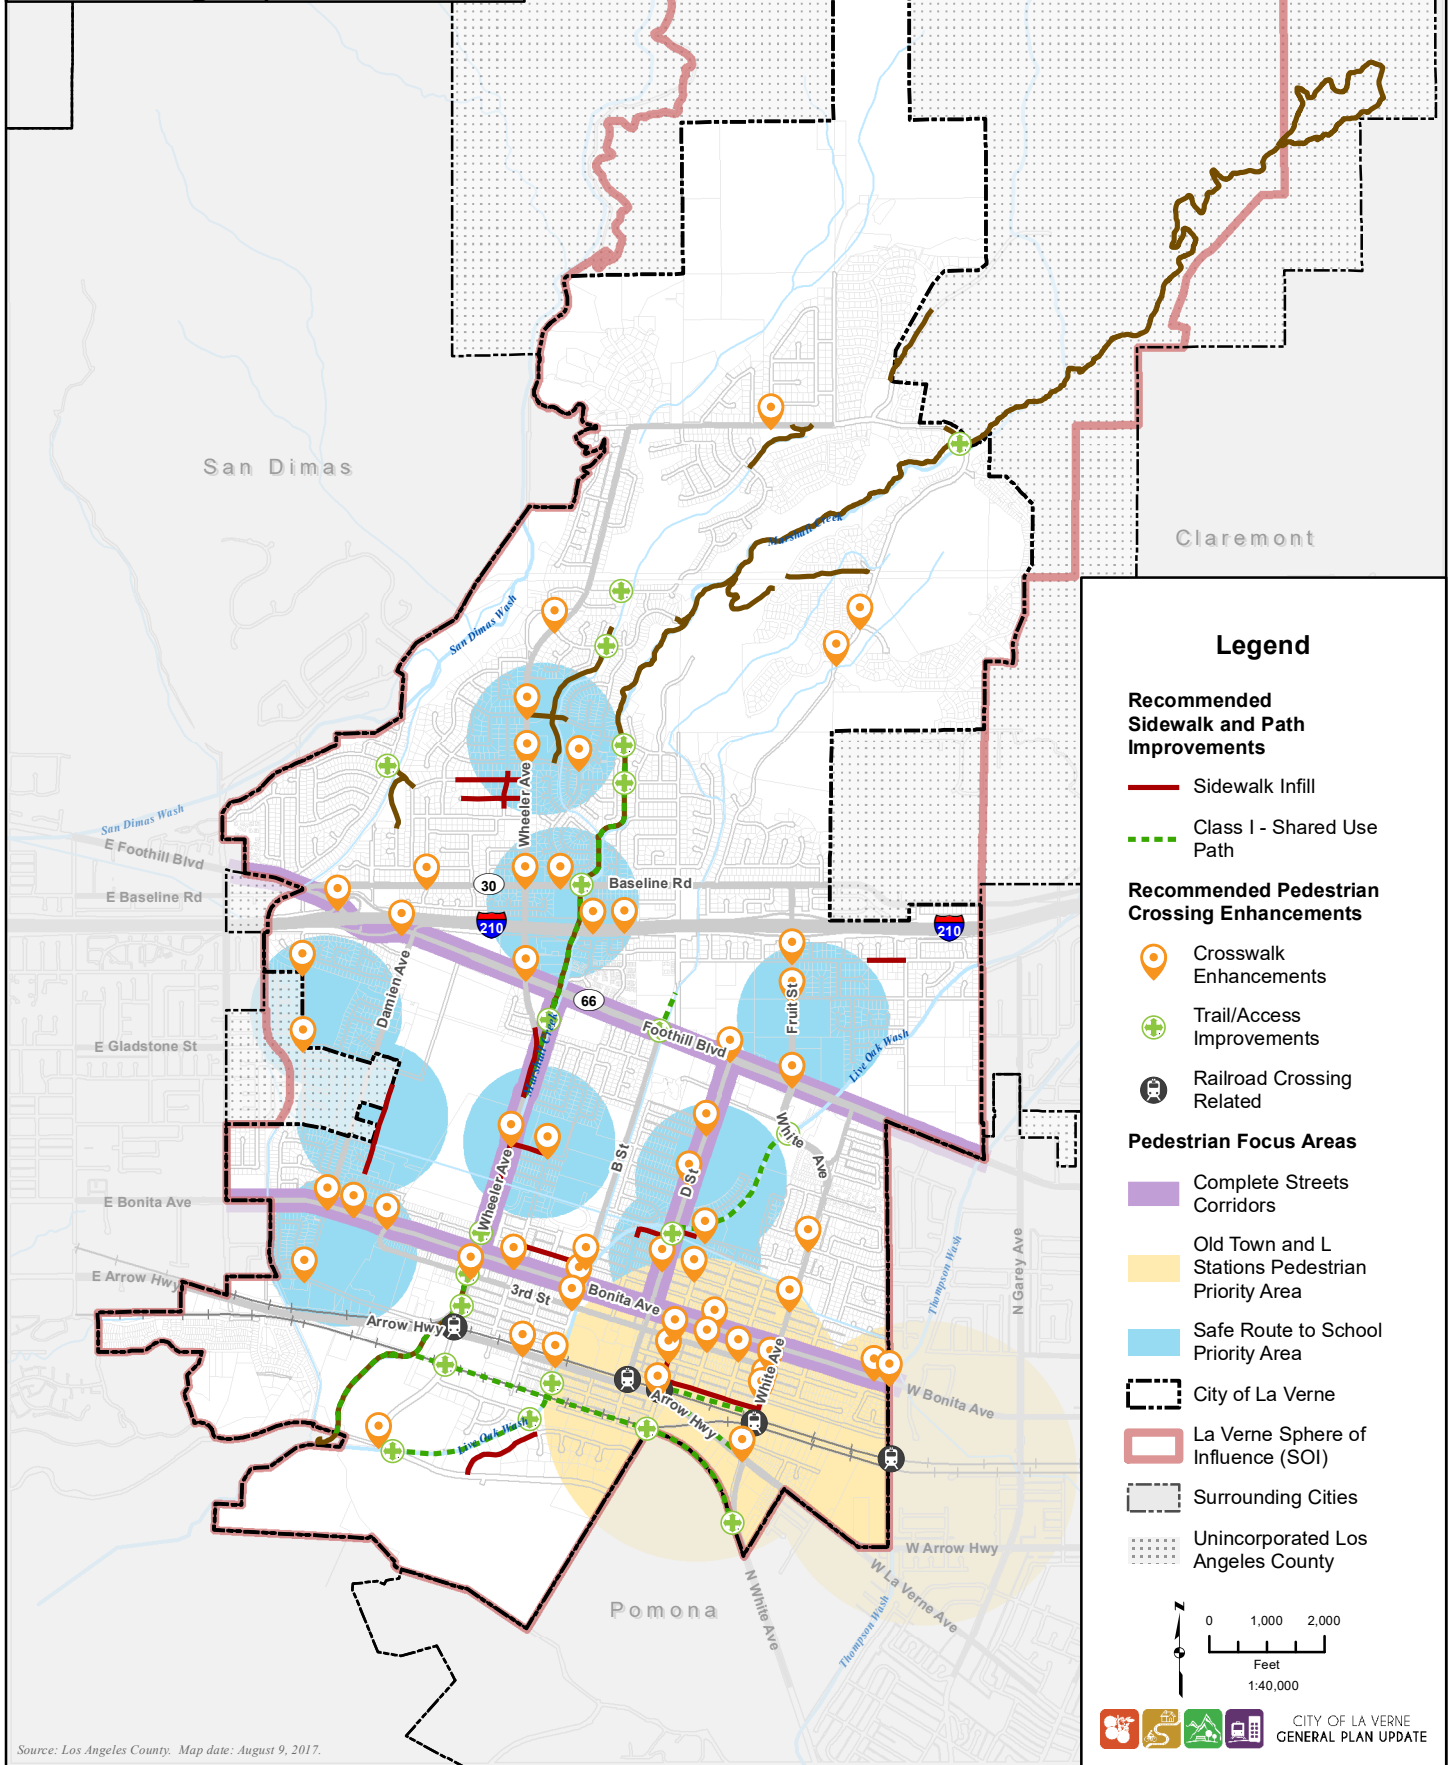 San Dimas
Claremont
Marshall Creek
San Dimas Wash
San Dimas Wash
Wheeler Ave
E Foothill Blvd
E Baseline Rd
30
Baseline Rd
210
210
Damien Ave
66
Foothill Blvd
Fruit St
Live Oak Wash
Marshall Creek
E Gladstone St
White Ave
B St
D St
Wheeler Ave
E Bonita Ave
E Arrow Hwy
Arrow Hwy
3rd St
Bonita Ave
White Ave
Arrow Hwy
Thompson Wash
N Garey Ave
W Bonita Ave
Live Oak Wash
W Arrow Hwy
W La Verne Ave
N White Ave
Thompson Wash
Pomona
Source: Los Angeles County. Map date: August 9, 2017.
Legend
Recommended
Sidewalk and Path
Improvements
Sidewalk Infill
Class I - Shared Use
Path
Recommended Pedestrian
Crossing Enhancements
Crosswalk
Enhancements
Trail/Access
Improvements
Railroad Crossing
Related
Pedestrian Focus Areas
Complete Streets
Corridors
Old Town and L
Stations Pedestrian
Priority Area
Safe Route to School
Priority Area
City of La Verne
La Verne Sphere of
Influence (SOI)
Surrounding Cities
Unincorporated Los
Angeles County
N
0 1,000 2,000
Feet
1:40,000
CITY OF LA VERNE
GENERAL PLAN UPDATE